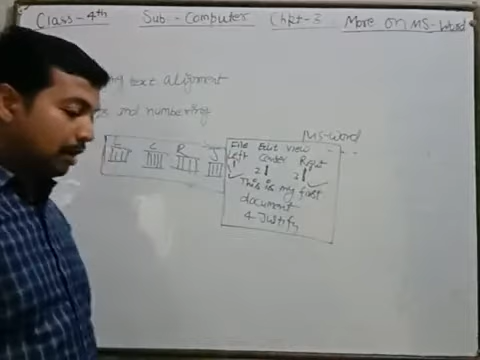 Class-4th Sub-Computer Chpt-3 More on MS-Word
text alignment
and numbering
MS-Word
L C R J
File Edit View ....
Left Center Right
1 2 3
This is my first
document
4 Justify